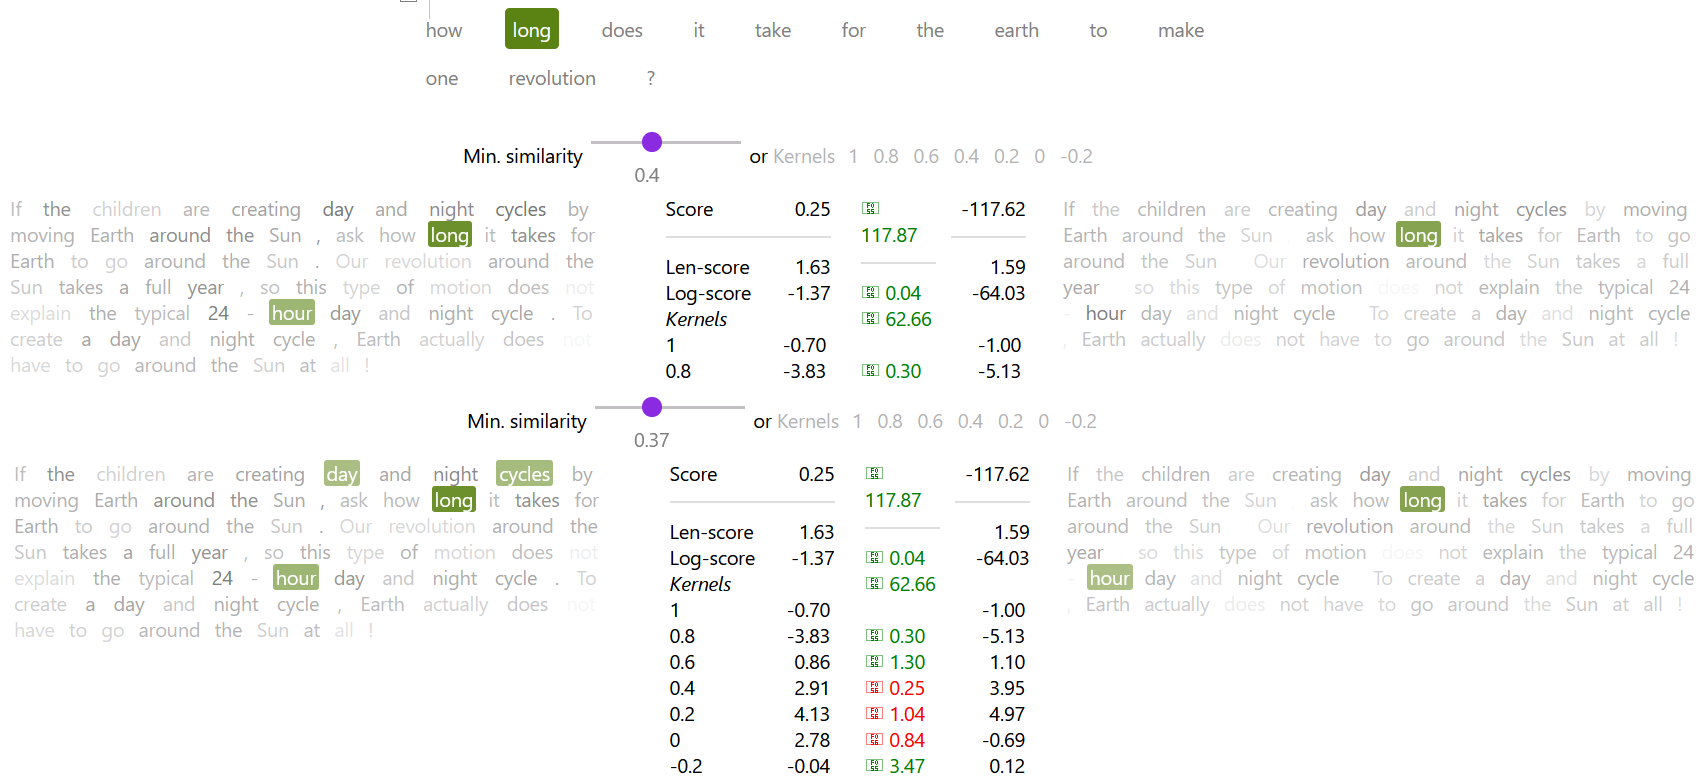 how long does it take for the earth to make
one revolution ?
Min. similarity 0.4 or Kernels 1 0.8 0.6 0.4 0.2 0 -0.2
If the children are creating day and night cycles by
moving Earth around the Sun , ask how long it takes for
Earth to go around the Sun . Our revolution around the
Sun takes a full year , so this type of motion does not
explain the typical 24 - hour day and night cycle . To
create a day and night cycle , Earth actually does not
have to go around the Sun at all !
Score 0.25 117.87 -117.62
Len-score 1.63 1.59
Log-score -1.37 0.04 -64.03
Kernels 62.66
1 -0.70 -1.00
0.8 -3.83 0.30 -5.13
If the children are creating day and night cycles by moving
Earth around the Sun ask how long it takes for Earth to go
around the Sun Our revolution around the Sun takes a full
year so this type of motion does not explain the typical 24
- hour day and night cycle To create a day and night cycle
, Earth actually does not have to go around the Sun at all !
Min. similarity 0.37 or Kernels 1 0.8 0.6 0.4 0.2 0 -0.2
If the children are creating day and night cycles by
moving Earth around the Sun , ask how long it takes for
Earth to go around the Sun . Our revolution around the
Sun takes a full year , so this type of motion does not
explain the typical 24 - hour day and night cycle . To
create a day and night cycle , Earth actually does not
have to go around the Sun at all !
Score 0.25 117.87 -117.62
Len-score 1.63 1.59
Log-score -1.37 0.04 -64.03
Kernels 62.66
1 -0.70 -1.00
0.8 -3.83 0.30 -5.13
0.6 0.86 1.30 1.10
0.4 2.91 0.25 3.95
0.2 4.13 1.04 4.97
0 2.78 0.84 -0.69
-0.2 -0.04 3.47 0.12
If the children are creating day and night cycles by moving
Earth around the Sun ask how long it takes for Earth to go
around the Sun Our revolution around the Sun takes a full
year so this type of motion does not explain the typical 24
- hour day and night cycle To create a day and night cycle
, Earth actually does not have to go around the Sun at all !